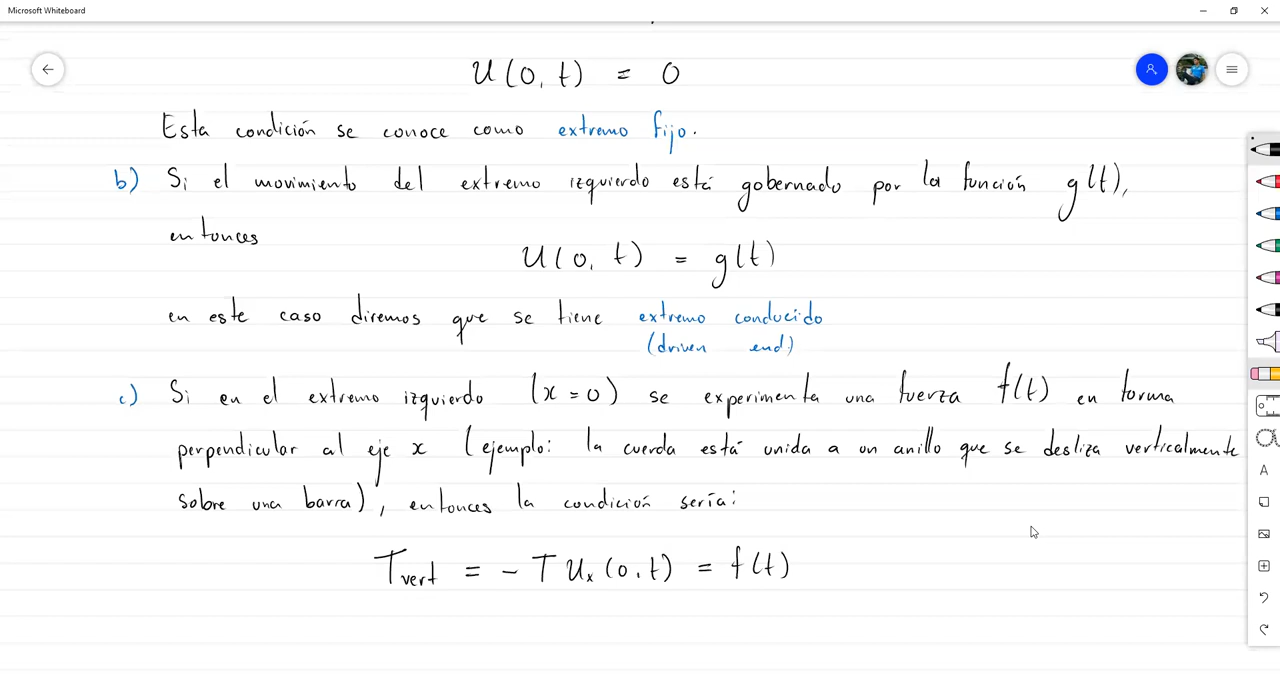 Microsoft Whiteboard
u(0,t) = 0
Esta condición se conoce como extremo fijo.
b) Si el movimiento del extremo izquierdo está gobernado por la función g(t),
entonces
u(0,t) = g(t)
en este caso diremos que se tiene extremo conducido
(driven end)
c) Si en el extremo izquierdo (x=0) se experimenta una fuerza f(t) en forma
perpendicular al eje x (ejemplo: la cuerda está unida a un anillo que se desliza verticalmente
sobre una barra), entonces la condición sería:
T_vert = - T u_x (0,t) = f(t)
A